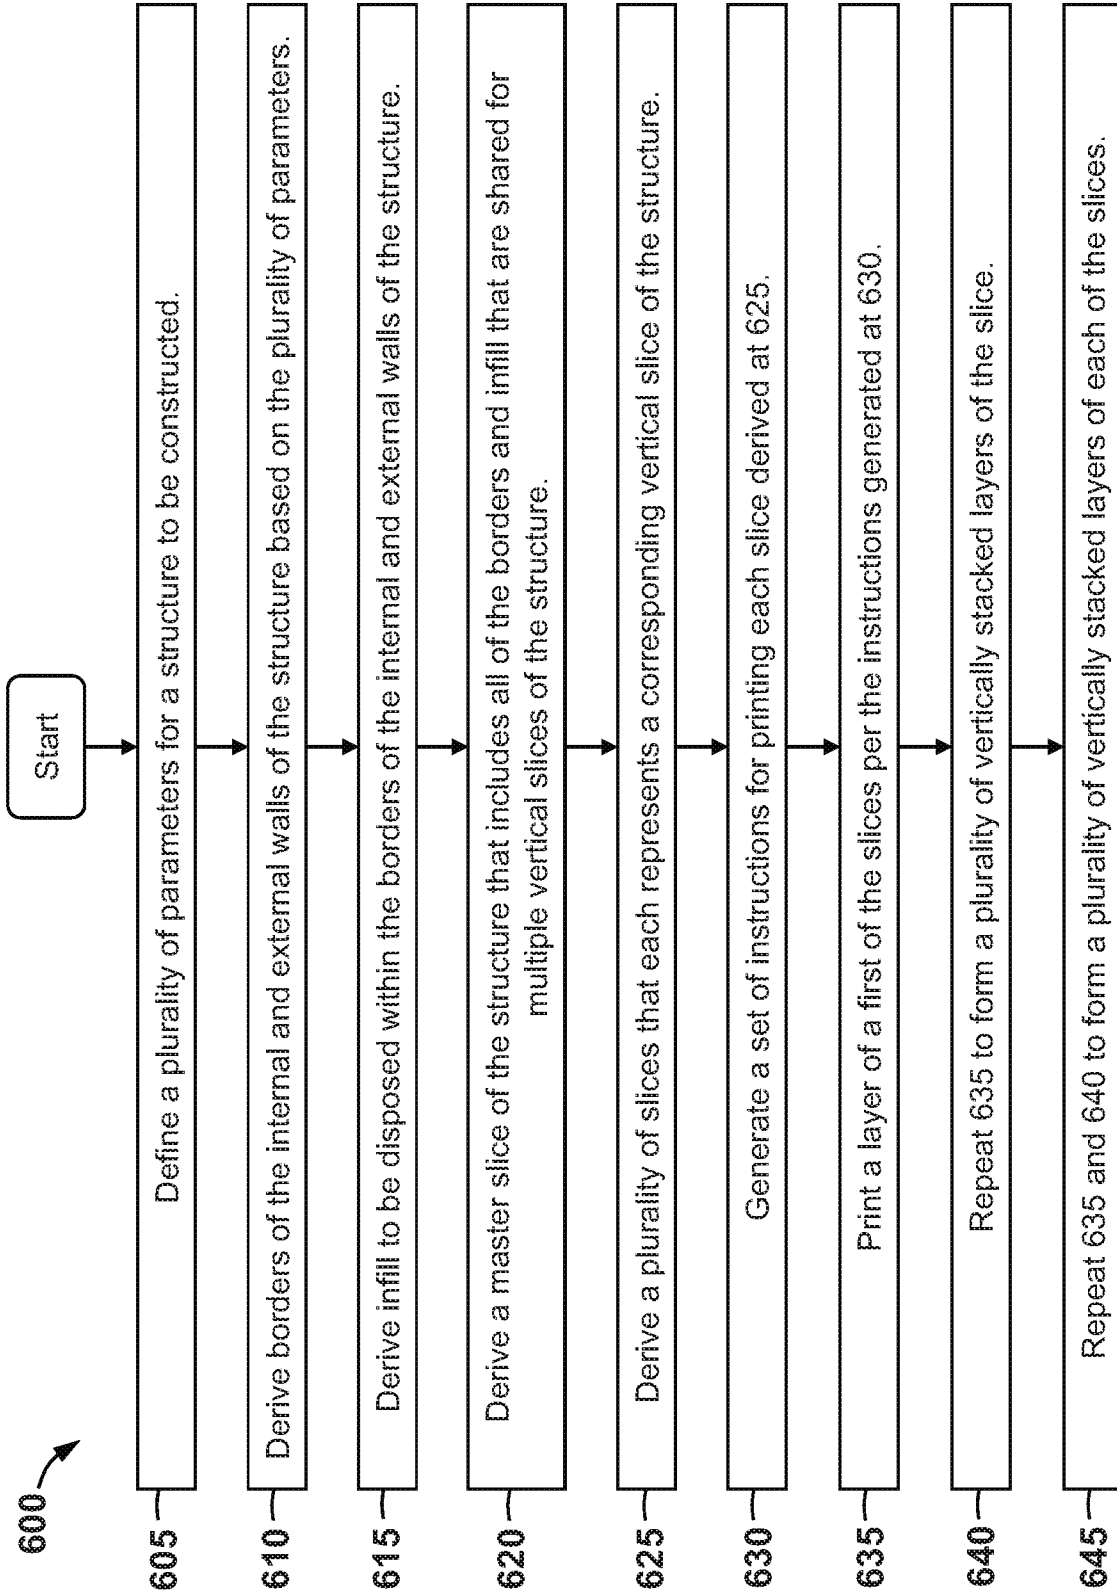 600
Start
605
Define a plurality of parameters for a structure to be constructed.
610
Derive borders of the internal and external walls of the structure based on the plurality of parameters.
615
Derive infill to be disposed within the borders of the internal and external walls of the structure.
620
Derive a master slice of the structure that includes all of the borders and infill that are shared for
multiple vertical slices of the structure.
625
Derive a plurality of slices that each represents a corresponding vertical slice of the structure.
630
Generate a set of instructions for printing each slice derived at 625.
635
Print a layer of a first of the slices per the instructions generated at 630.
640
Repeat 635 to form a plurality of vertically stacked layers of the slice.
645
Repeat 635 and 640 to form a plurality of vertically stacked layers of each of the slices.